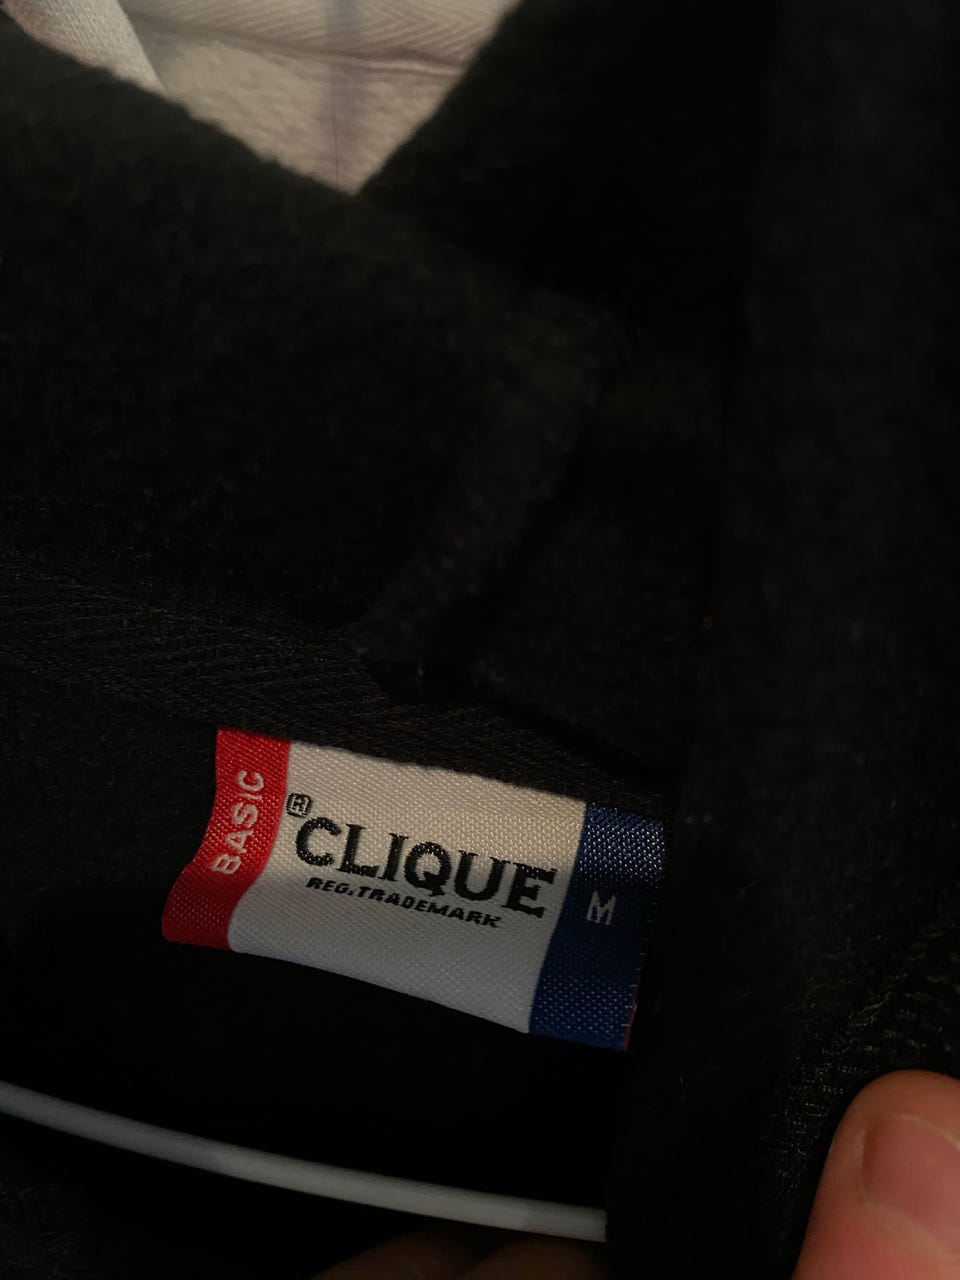 BASIC
®
CLIQUE
REG.TRADEMARK
M